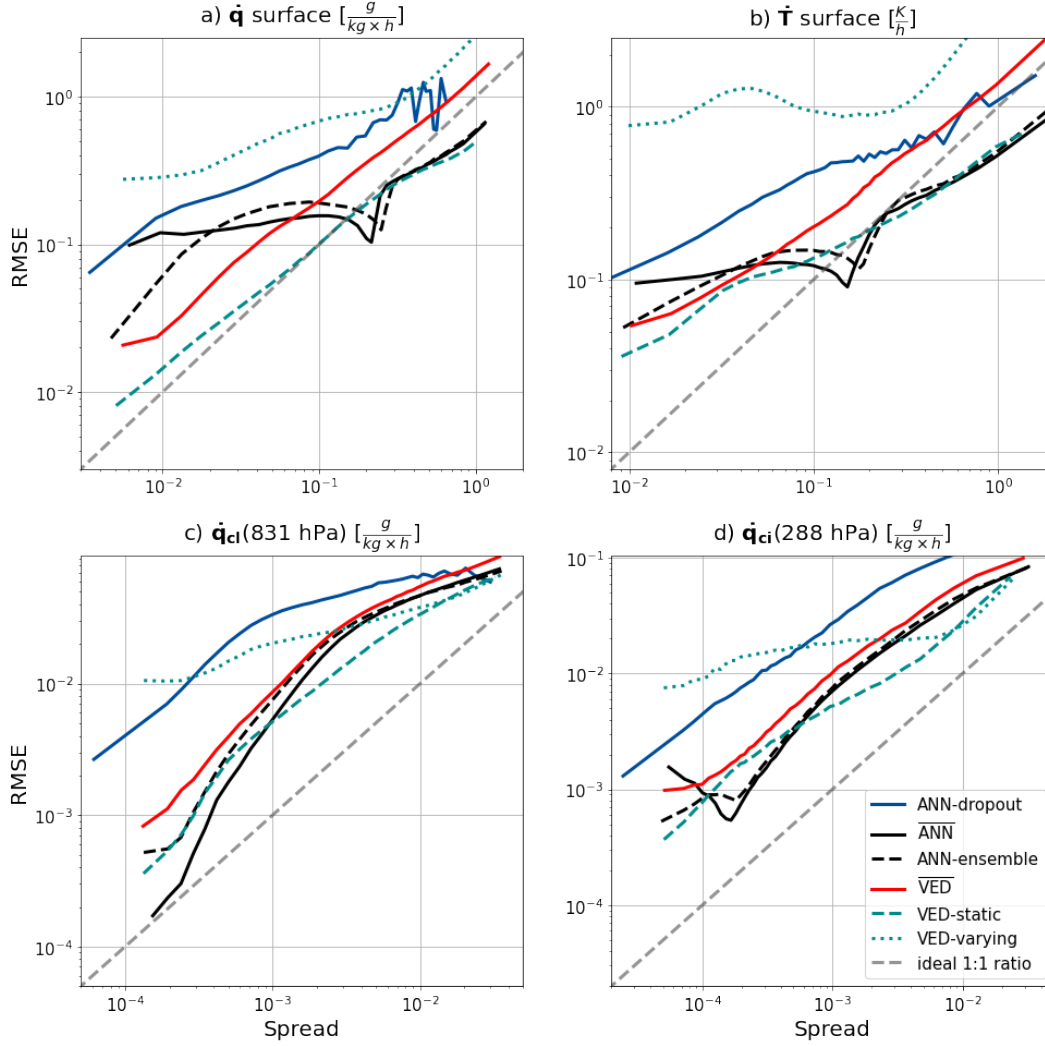 a) q̇ surface [g/(kg × h)]
b) Ṫ surface [K/h]
10⁰
10⁻¹
10⁻²
RMSE
10⁻²
10⁻¹
10⁰
10⁰
10⁻¹
10⁻²
10⁻²
10⁻¹
10⁰
c) q̇cl(831 hPa) [g/(kg × h)]
d) q̇ci(288 hPa) [g/(kg × h)]
10⁻²
10⁻³
10⁻⁴
RMSE
10⁻⁴
10⁻³
10⁻²
Spread
10⁻¹
10⁻²
10⁻³
10⁻⁴
10⁻⁴
10⁻³
10⁻²
Spread
ANN-dropout
A̅N̅N̅
ANN-ensemble
V̅E̅D̅
VED-static
VED-varying
ideal 1:1 ratio